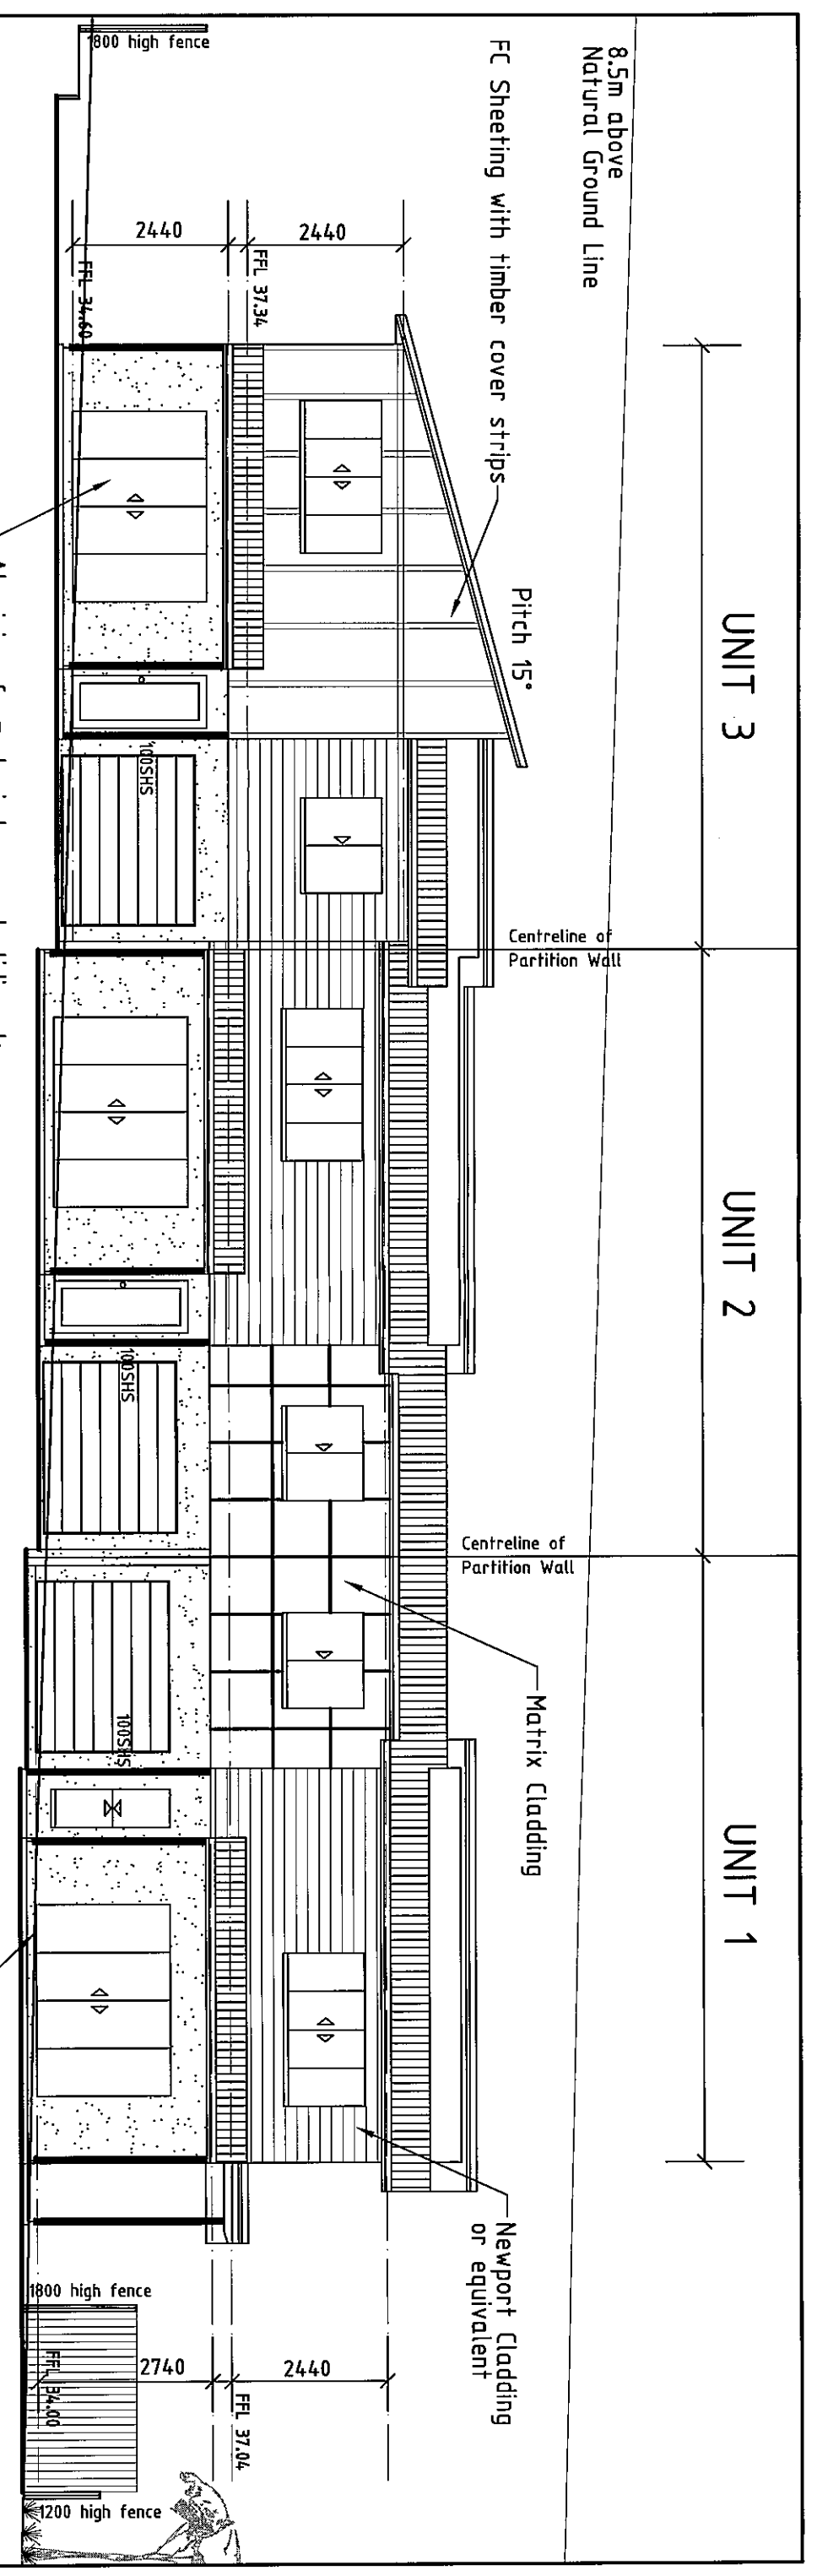 UNIT 3
UNIT 2
UNIT 1
8.5m above
Natural Ground Line
FC Sheeting with timber cover strips
Pitch 15°
Centreline of
Partition Wall
Centreline of
Partition Wall
Matrix Cladding
Newport Cladding
or equivalent
1800 high fence
2440
2440
FFL 37.34
FFL 34.60
100SHS
100SHS
100SHS
1800 high fence
2740
2440
FFL 37.04
FFL 34.00
1200 high fence